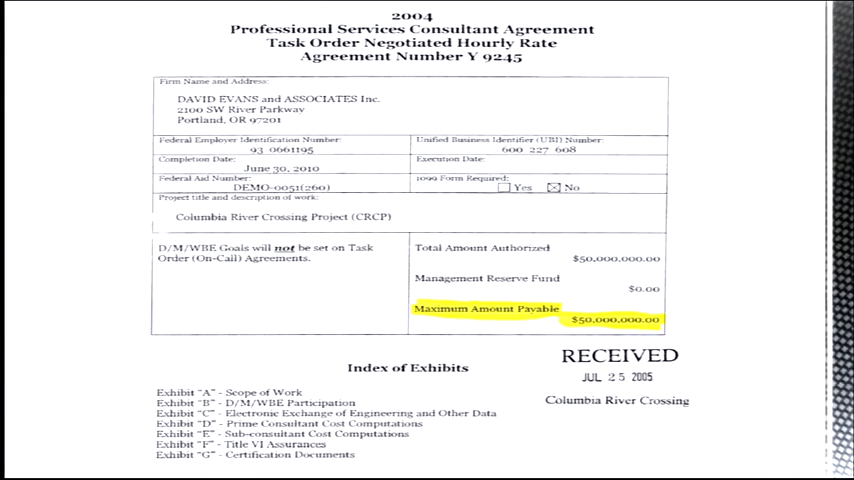 2004
Professional Services Consultant Agreement
Task Order Negotiated Hourly Rate
Agreement Number Y 9245
Firm Name and Address:
DAVID EVANS and ASSOCIATES Inc.
2100 SW River Parkway
Portland, OR 97201
Federal Employer Identification Number:
93 0661195
Unified Business Identifier (UBI) Number:
600 227 608
Completion Date:
June 30, 2010
Execution Date:
Federal Aid Number:
DEMO-0051(260)
1099 Form Required:
Yes No
Project title and description of work:
Columbia River Crossing Project (CRCP)
D/M/WBE Goals will not be set on Task
Order (On-Call) Agreements.
Total Amount Authorized
$50,000,000.00
Management Reserve Fund
$0.00
Maximum Amount Payable
$50,000,000.00
RECEIVED
JUL 25 2005
Columbia River Crossing
Index of Exhibits
Exhibit "A" - Scope of Work
Exhibit "B" - D/M/WBE Participation
Exhibit "C" - Electronic Exchange of Engineering and Other Data
Exhibit "D" - Prime Consultant Cost Computations
Exhibit "E" - Sub-consultant Cost Computations
Exhibit "F" - Title VI Assurances
Exhibit "G" - Certification Documents